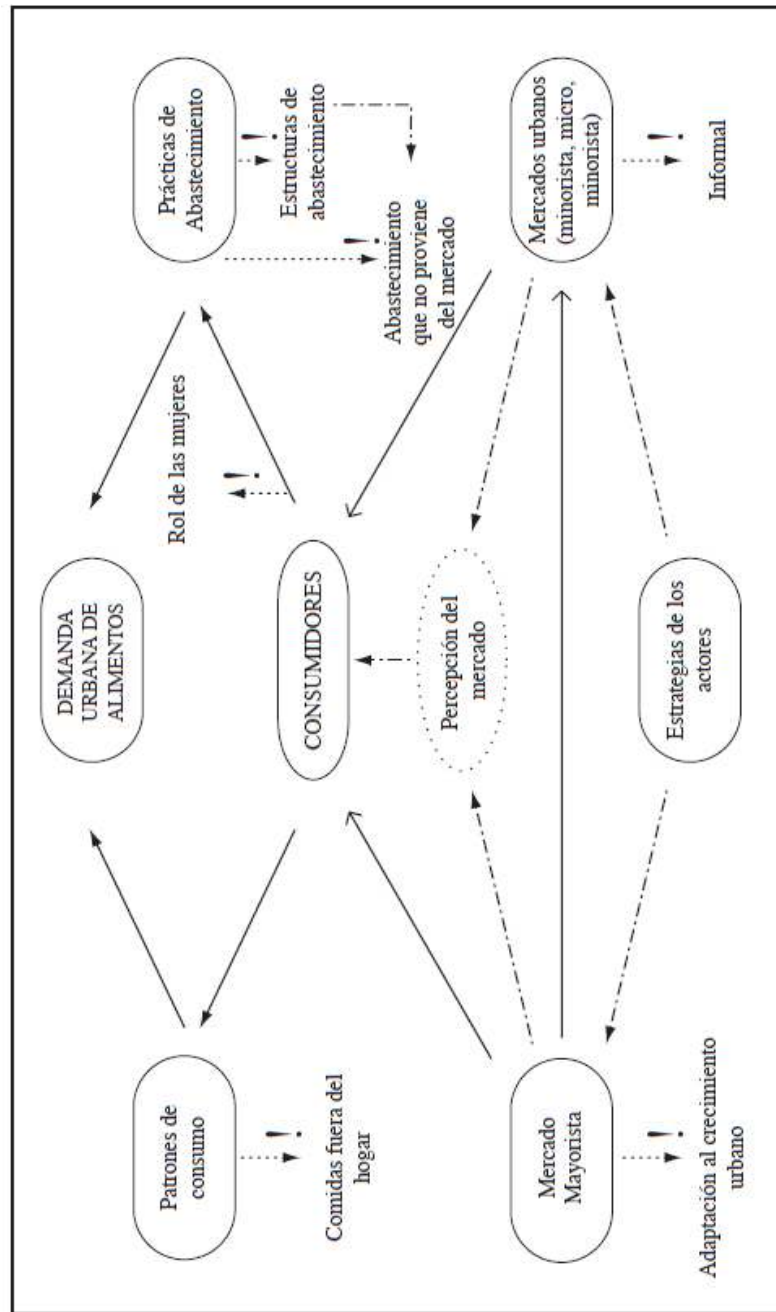 DEMANDA
URBANA DE
ALIMENTOS
Patrones de
consumo
Prácticas de
Abastecimiento
Rol de las mujeres
!
!
Comidas fuera del
hogar
!
Estructuras de
abastecimiento
CONSUMIDORES
!
Abastecimiento
que no proviene
del mercado
Percepción del
mercado
Mercado
Mayorista
Mercados urbanos
(minorista, micro,
minorista)
!
Adaptación al crecimiento
urbano
Estrategias de los
actores
!
Informal